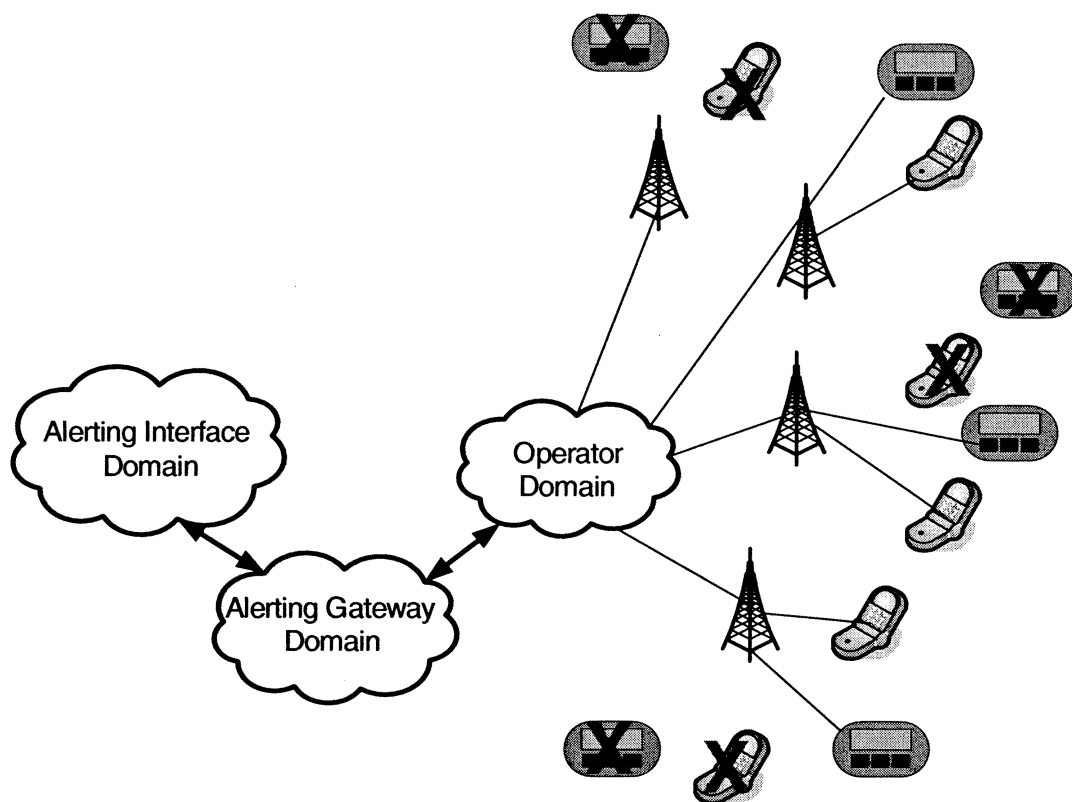 Alerting Interface
Domain
Operator
Domain
Alerting Gateway
Domain
X
X
X
X
X
X